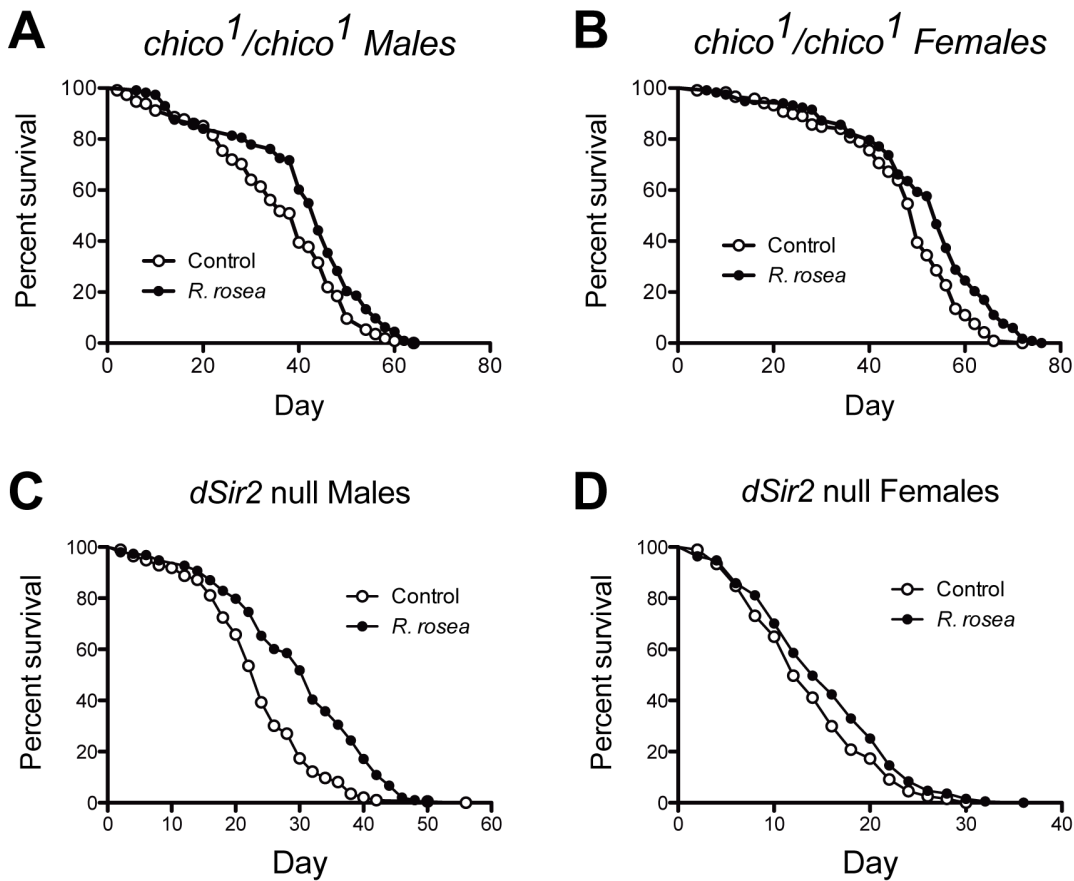 A
chico1/chico1 Males
Percent survival
100
80
60
40
20
0
Control
R. rosea
0 20 40 60 80
Day
B
chico1/chico1 Females
Percent survival
100
80
60
40
20
0
Control
R. rosea
0 20 40 60 80
Day
C
dSir2 null Males
Percent survival
100
80
60
40
20
0
Control
R. rosea
0 10 20 30 40 50 60
Day
D
dSir2 null Females
Percent survival
100
80
60
40
20
0
Control
R. rosea
0 10 20 30 40
Day